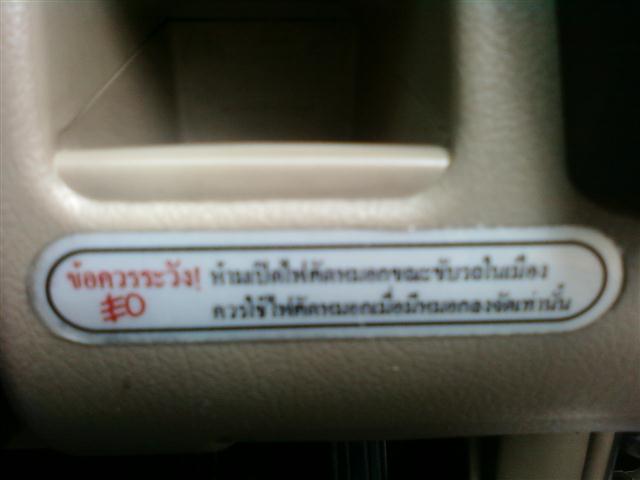 ข้อควรระวัง! ห้ามเปิดไฟตัดหมอกขณะขับรถในเมือง
ควรใช้ไฟตัดหมอกเมื่อมีหมอกลงจัดเท่านั้น